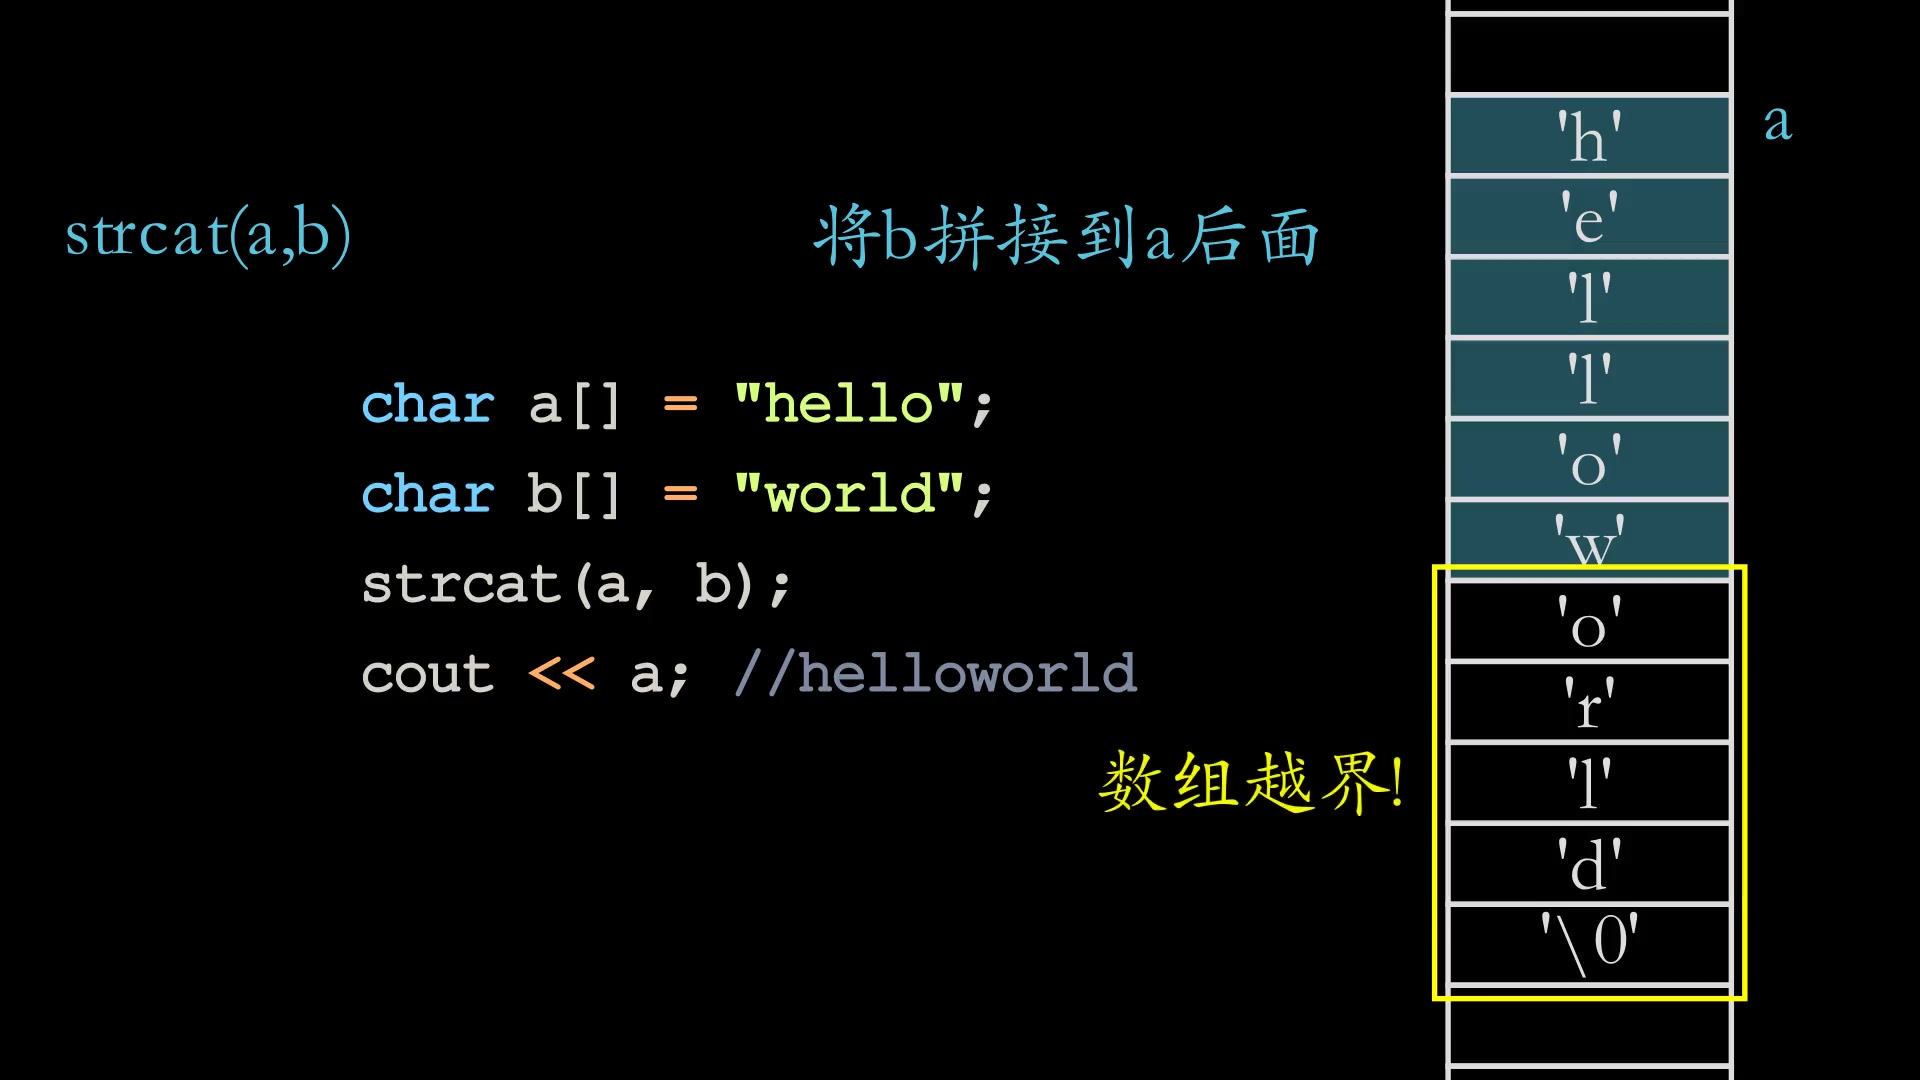 strcat(a,b)
将b拼接到a后面
char a[] = "hello";
char b[] = "world";
strcat(a, b);
cout << a; //helloworld
数组越界!
a
'h'
'e'
'l'
'l'
'o'
'w'
'o'
'r'
'l'
'd'
'\0'